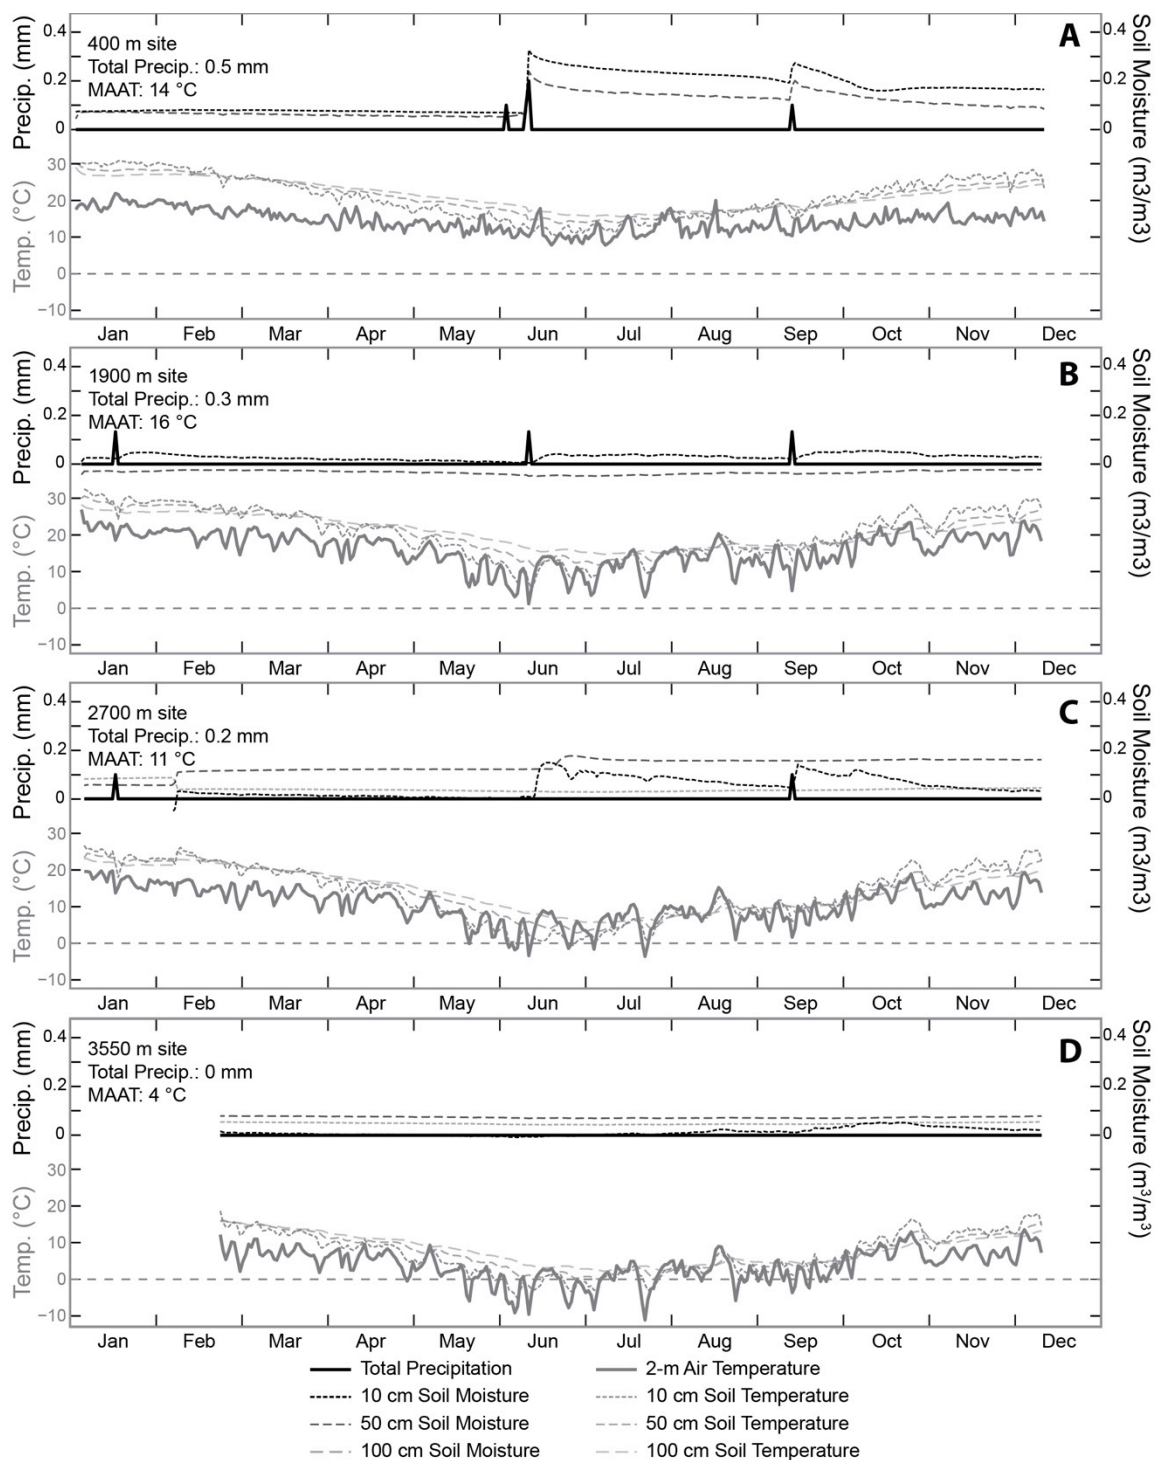 Precip. (mm)
0.4
0.2
0
Temp. (°C)
30
20
10
0
−10
400 m site
Total Precip.: 0.5 mm
MAAT: 14 °C
A
0.4
0.2
0
Soil Moisture (m3/m3)
Jan Feb Mar Apr May Jun Jul Aug Sep Oct Nov Dec
Precip. (mm)
0.4
0.2
0
Temp. (°C)
30
20
10
0
−10
1900 m site
Total Precip.: 0.3 mm
MAAT: 16 °C
B
0.4
0.2
0
Soil Moisture (m3/m3)
Jan Feb Mar Apr May Jun Jul Aug Sep Oct Nov Dec
Precip. (mm)
0.4
0.2
0
Temp. (°C)
30
20
10
0
−10
2700 m site
Total Precip.: 0.2 mm
MAAT: 11 °C
C
0.4
0.2
0
Soil Moisture (m3/m3)
Jan Feb Mar Apr May Jun Jul Aug Sep Oct Nov Dec
Precip. (mm)
0.4
0.2
0
Temp. (°C)
30
20
10
0
−10
3550 m site
Total Precip.: 0 mm
MAAT: 4 °C
D
0.4
0.2
0
Soil Moisture (m³/m³)
Jan Feb Mar Apr May Jun Jul Aug Sep Oct Nov Dec
Total Precipitation
10 cm Soil Moisture
50 cm Soil Moisture
100 cm Soil Moisture
2-m Air Temperature
10 cm Soil Temperature
50 cm Soil Temperature
100 cm Soil Temperature